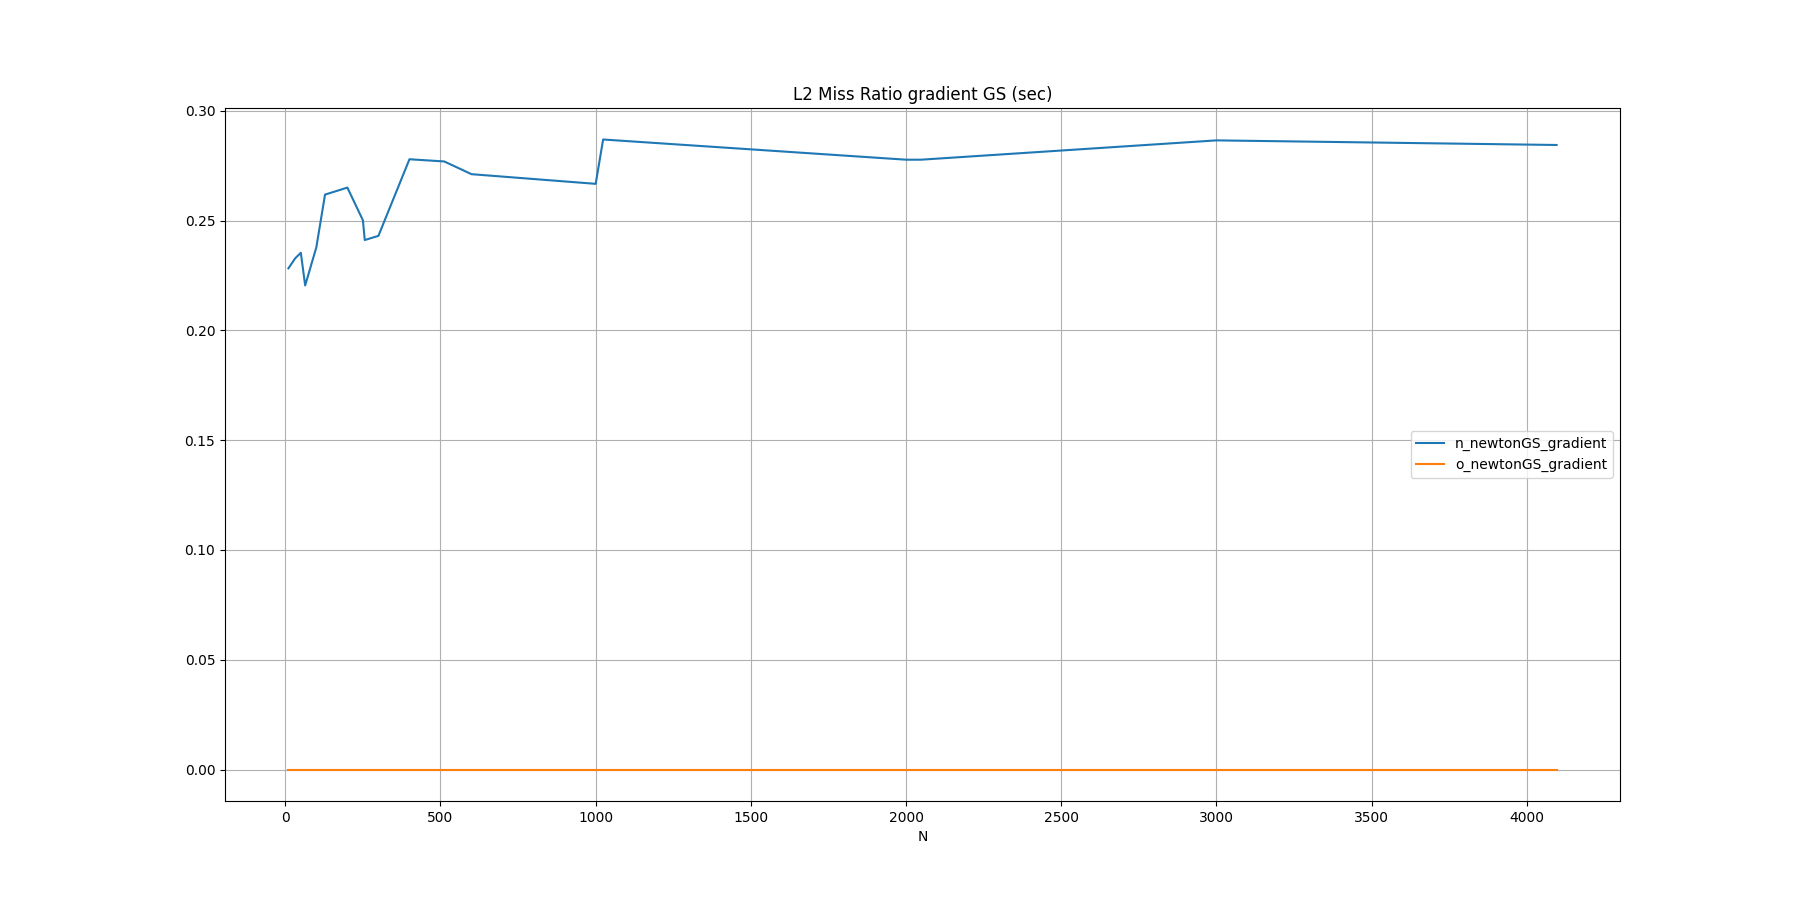 L2 Miss Ratio gradient GS (sec)
0.30
0.25
0.20
0.15
0.10
0.05
0.00
n_newtonGS_gradient
o_newtonGS_gradient
0 500 1000 1500 2000 2500 3000 3500 4000
N